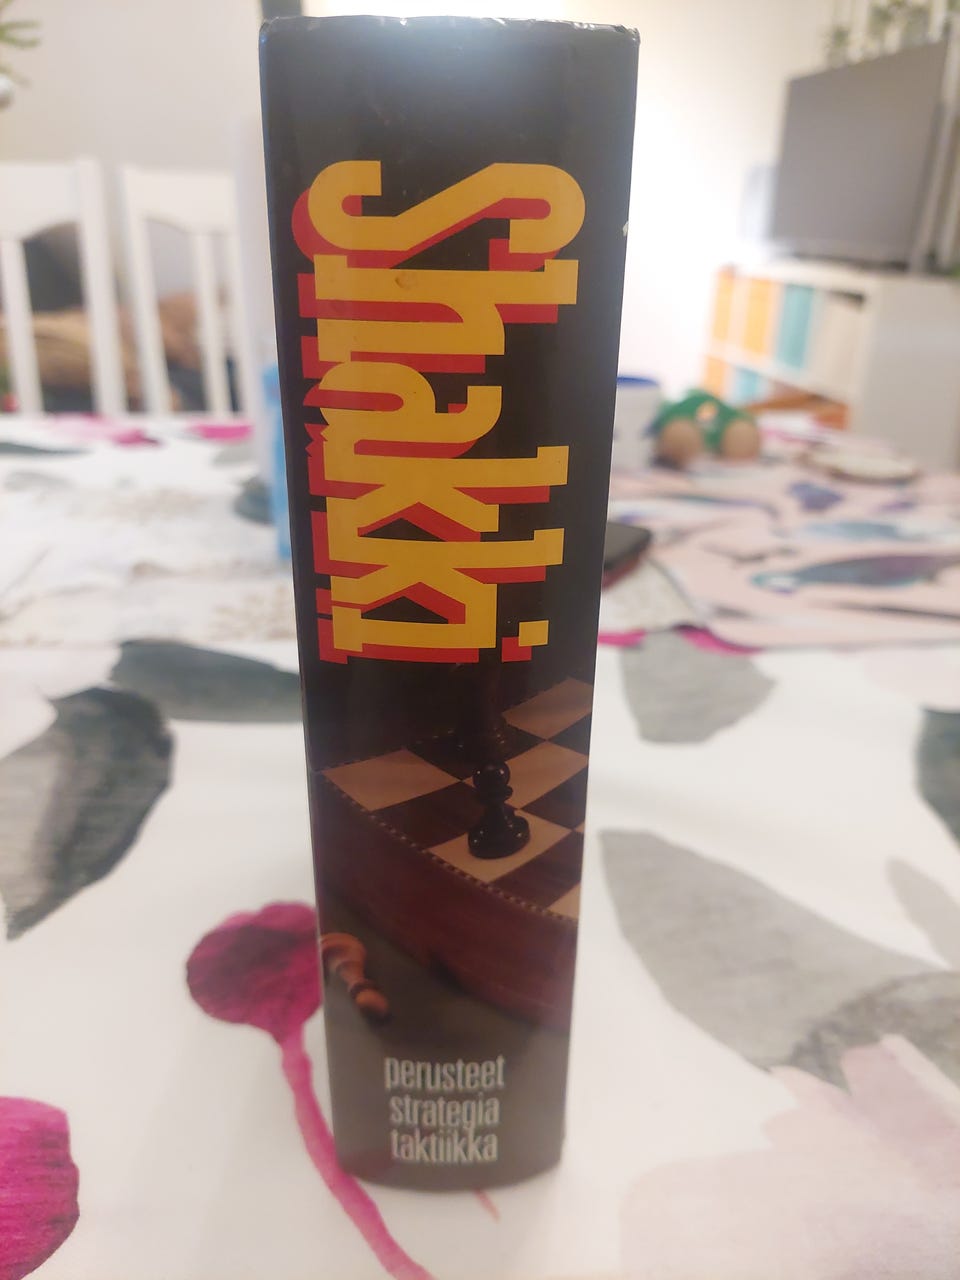 Shakki
perusteet
strategia
taktiikka